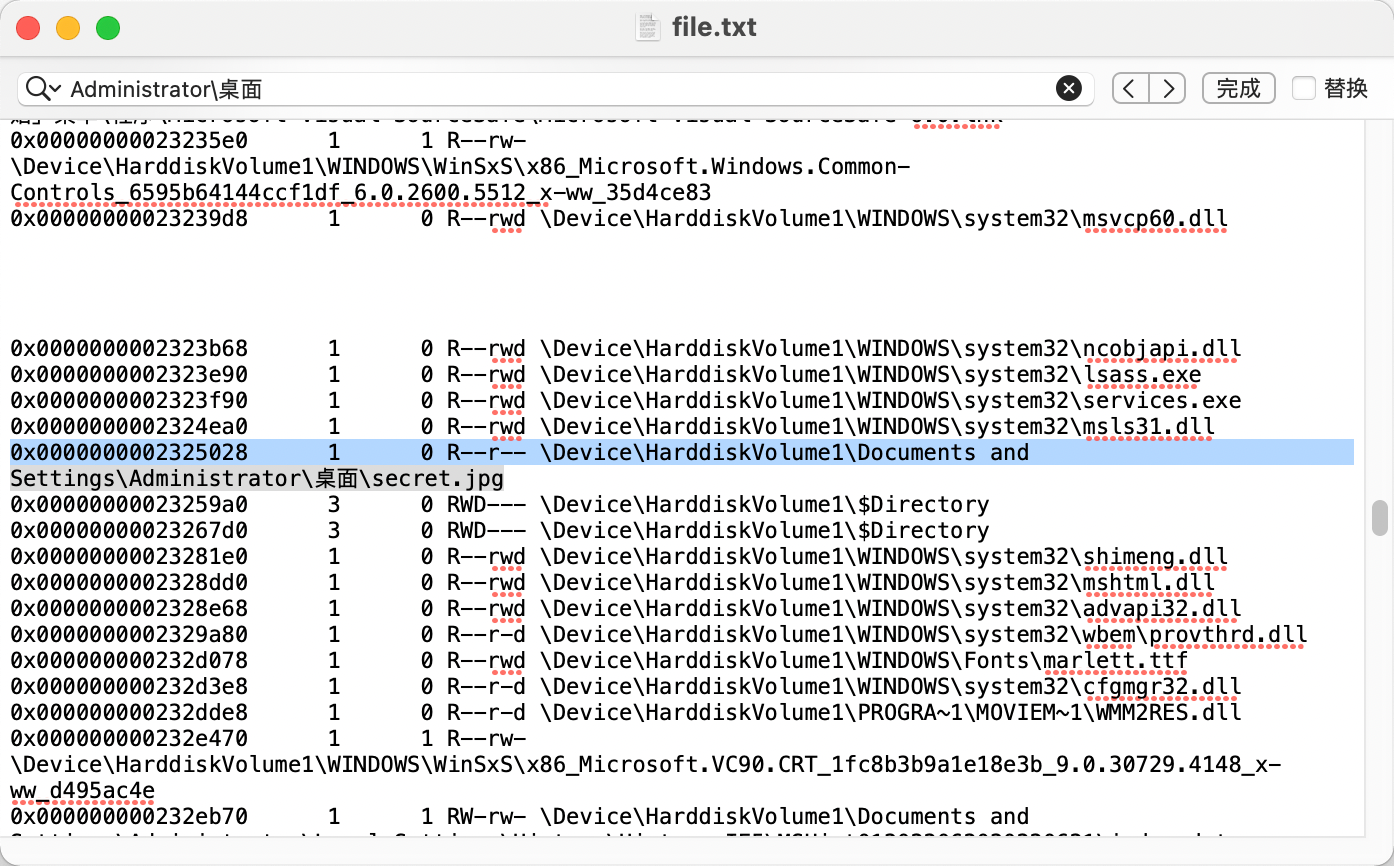 file.txt
Administrator\桌面
完成
替换
0x00000000023235e0 1 1 R--rw-
\Device\HarddiskVolume1\WINDOWS\WinSxS\x86_Microsoft.Windows.Common-
Controls_6595b64144ccf1df_6.0.2600.5512_x-ww_35d4ce83
0x00000000023239d8 1 0 R--rwd \Device\HarddiskVolume1\WINDOWS\system32\msvcp60.dll
0x0000000002323b68 1 0 R--rwd \Device\HarddiskVolume1\WINDOWS\system32\ncobjapi.dll
0x0000000002323e90 1 0 R--rwd \Device\HarddiskVolume1\WINDOWS\system32\lsass.exe
0x0000000002323f90 1 0 R--rwd \Device\HarddiskVolume1\WINDOWS\system32\services.exe
0x0000000002324ea0 1 0 R--rwd \Device\HarddiskVolume1\WINDOWS\system32\msls31.dll
0x0000000002325028 1 0 R--r-- \Device\HarddiskVolume1\Documents and
Settings\Administrator\桌面\secret.jpg
0x00000000023259a0 3 0 RWD--- \Device\HarddiskVolume1\$Directory
0x00000000023267d0 3 0 RWD--- \Device\HarddiskVolume1\$Directory
0x00000000023281e0 1 0 R--rwd \Device\HarddiskVolume1\WINDOWS\system32\shimeng.dll
0x0000000002328dd0 1 0 R--rwd \Device\HarddiskVolume1\WINDOWS\system32\mshtml.dll
0x0000000002328e68 1 0 R--rwd \Device\HarddiskVolume1\WINDOWS\system32\advapi32.dll
0x0000000002329a80 1 0 R--r-d \Device\HarddiskVolume1\WINDOWS\system32\wbem\provthrd.dll
0x000000000232d078 1 0 R--rwd \Device\HarddiskVolume1\WINDOWS\Fonts\marlett.ttf
0x000000000232d3e8 1 0 R--r-d \Device\HarddiskVolume1\WINDOWS\system32\cfgmgr32.dll
0x000000000232dde8 1 0 R--r-d \Device\HarddiskVolume1\PROGRA~1\MOVIEM~1\WMM2RES.dll
0x000000000232e470 1 1 R--rw-
\Device\HarddiskVolume1\WINDOWS\WinSxS\x86_Microsoft.VC90.CRT_1fc8b3b9a1e18e3b_9.0.30729.4148_x-
ww_d495ac4e
0x000000000232eb70 1 1 RW-rw- \Device\HarddiskVolume1\Documents and